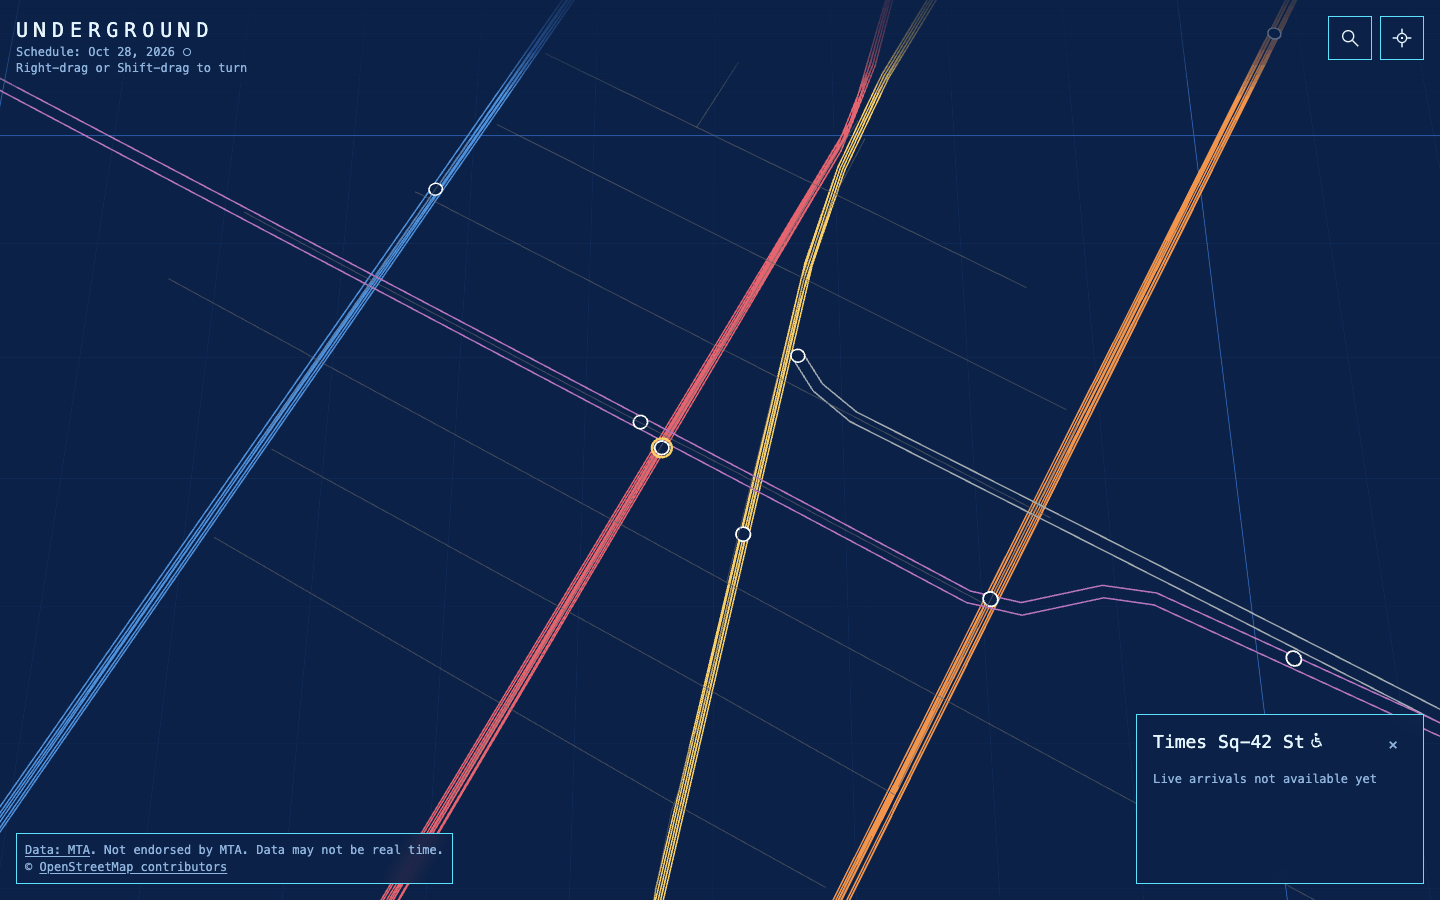 UNDERGROUND
Schedule: Oct 28, 2026
Right-drag or Shift-drag to turn
Times Sq-42 St
×
Live arrivals not available yet
Data: MTA. Not endorsed by MTA. Data may not be real time.
© OpenStreetMap contributors